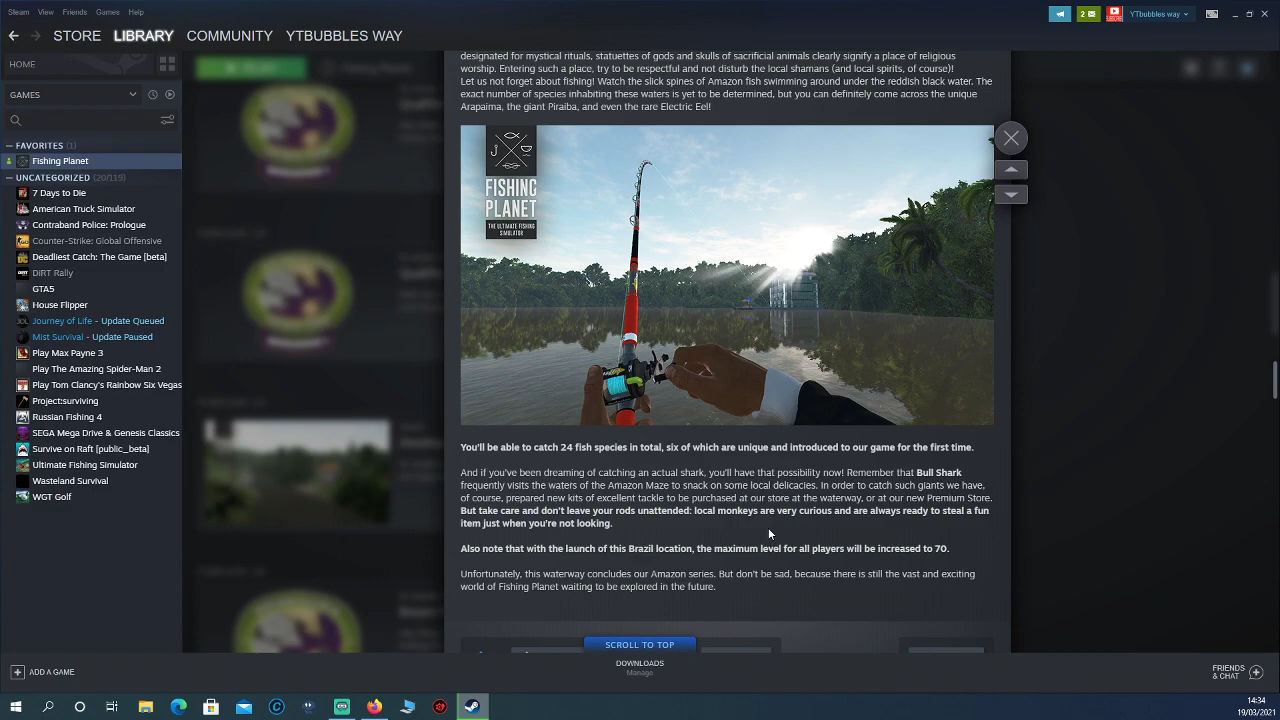 Steam View Friends Games Help
2
YTbubbles way
STORE LIBRARY COMMUNITY YTBUBBLES WAY
HOME
GAMES
FAVORITES (1)
Fishing Planet
UNCATEGORIZED (20/119)
7 Days to Die
American Truck Simulator
Contraband Police: Prologue
Counter-Strike: Global Offensive
Deadliest Catch: The Game [beta]
DIRT Rally
GTA5
House Flipper
Journey of Life - Update Queued
Mist Survival - Update Paused
Play Max Payne 3
Play The Amazing Spider-Man 2
Play Tom Clancy's Rainbow Six Vegas
Project:surviving
Russian Fishing 4
SEGA Mega Drive & Genesis Classics
Survive on Raft [public_beta]
Ultimate Fishing Simulator
Wasteland Survival
WGT Golf
designated for mystical rituals, statuettes of gods and skulls of sacrificial animals clearly signify a place of religious
worship. Entering such a place, try to be respectful and not disturb the local shamans (and local spirits, of course)!
Let us not forget about fishing! Watch the slick spines of Amazon fish swimming around under the reddish black water. The
exact number of species inhabiting these waters is yet to be determined, but you can definitely come across the unique
Arapaima, the giant Piraiba, and even the rare Electric Eel!
FISHING
PLANET
THE ULTIMATE FISHING
SIMULATOR
You'll be able to catch 24 fish species in total, six of which are unique and introduced to our game for the first time.
And if you've been dreaming of catching an actual shark, you'll have that possibility now! Remember that Bull Shark
frequently visits the waters of the Amazon Maze to snack on some local delicacies. In order to catch such giants we have,
of course, prepared new kits of excellent tackle to be purchased at our store at the waterway, or at our new Premium Store.
But take care and don't leave your rods unattended: local monkeys are very curious and are always ready to steal a fun
item just when you're not looking.
Also note that with the launch of this Brazil location, the maximum level for all players will be increased to 70.
Unfortunately, this waterway concludes our Amazon series. But don't be sad, because there is still the vast and exciting
world of Fishing Planet waiting to be explored in the future.
SCROLL TO TOP
ADD A GAME
DOWNLOADS
Manage
FRIENDS
& CHAT
14:34
19/03/2021